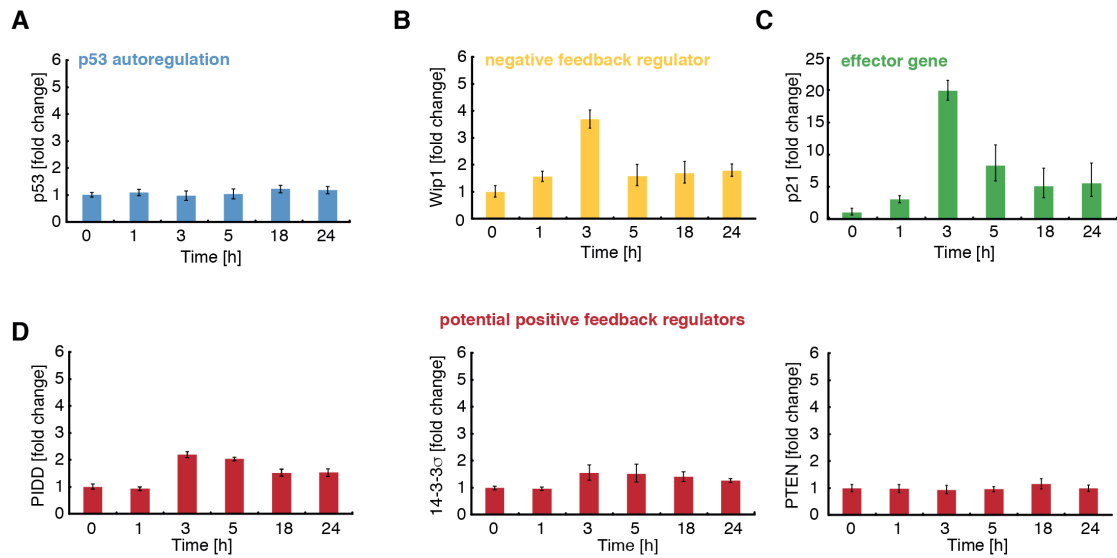 A
p53 autoregulation
p53 [fold change]
6
5
4
3
2
1
0
0 1 3 5 18 24
Time [h]
B
negative feedback regulator
Wip1 [fold change]
6
5
4
3
2
1
0
0 1 3 5 18 24
Time [h]
C
effector gene
p21 [fold change]
25
20
15
10
5
0
0 1 3 5 18 24
Time [h]
D
potential positive feedback regulators
PIDD [fold change]
6
5
4
3
2
1
0
0 1 3 5 18 24
Time [h]
14-3-3σ [fold change]
6
5
4
3
2
1
0
0 1 3 5 18 24
Time [h]
PTEN [fold change]
6
5
4
3
2
1
0
0 1 3 5 18 24
Time [h]